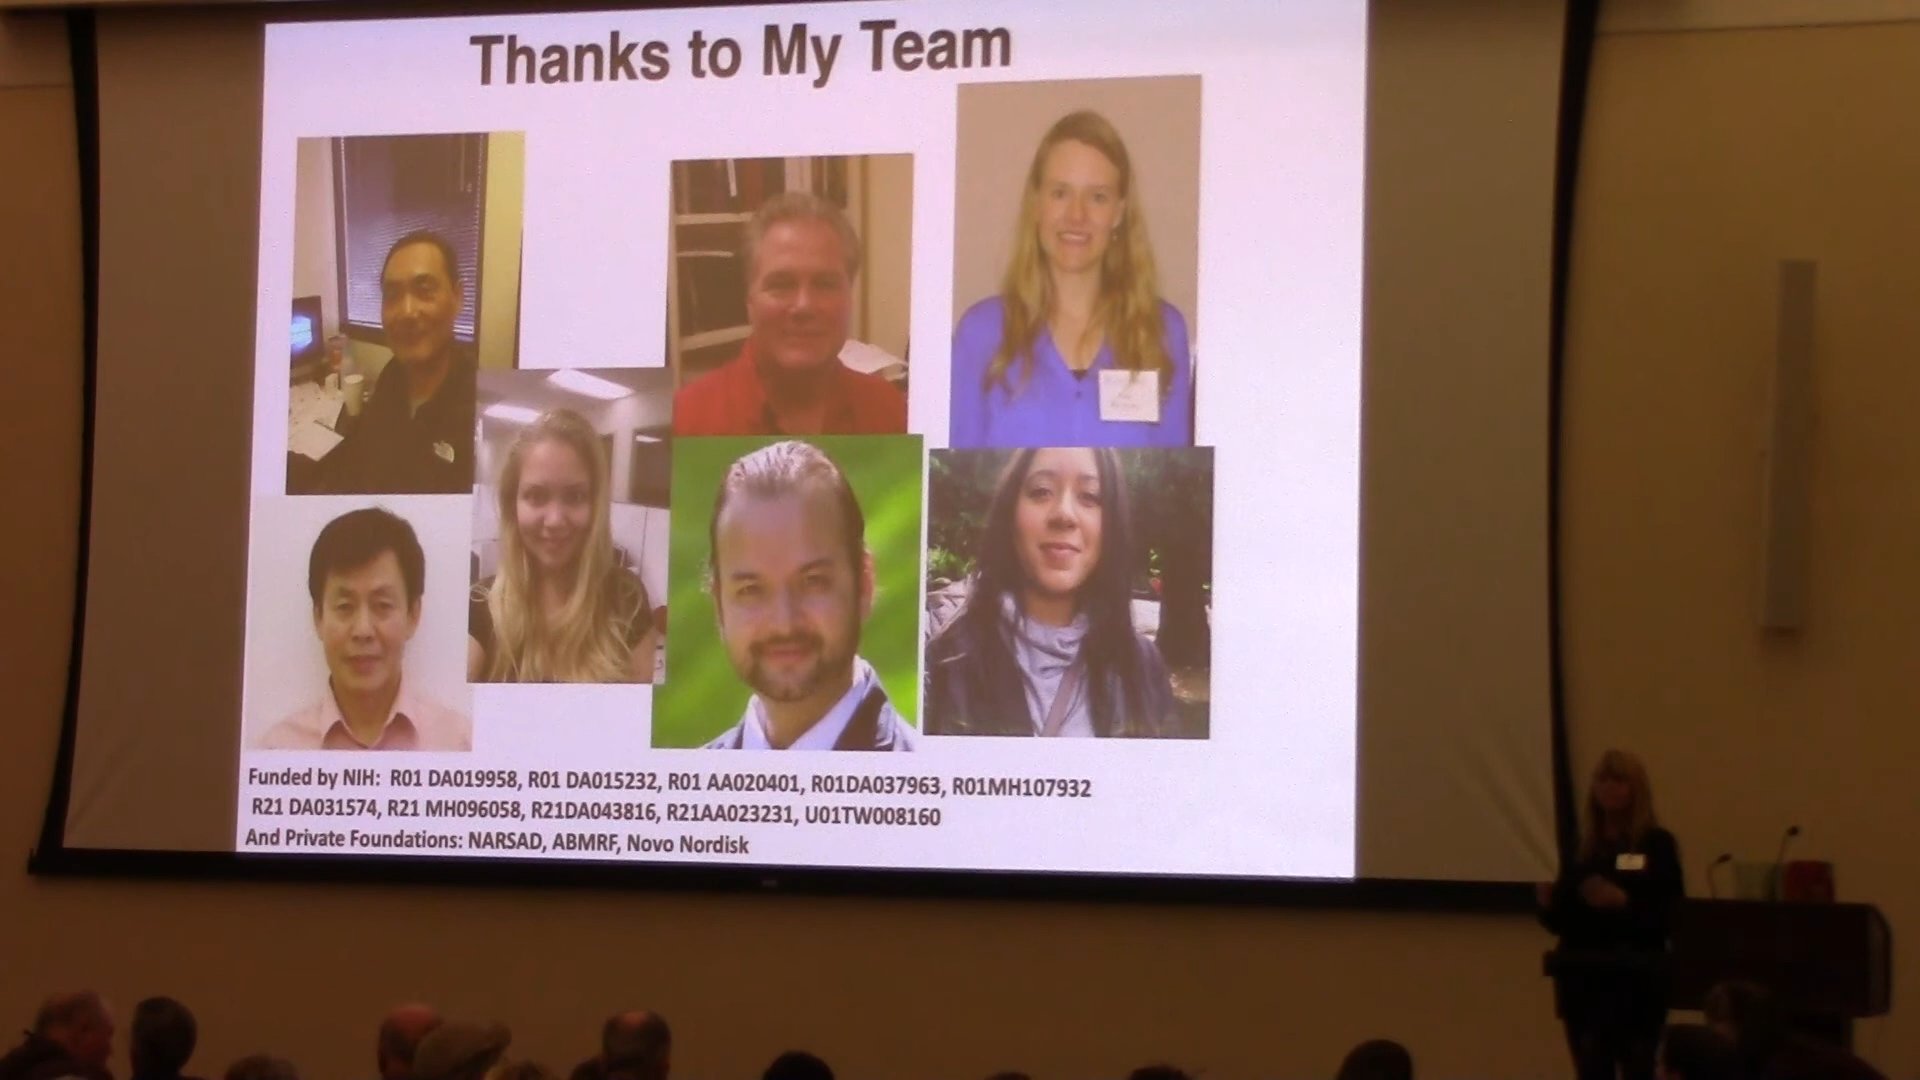 Thanks to My Team
Funded by NIH: R01 DA019958, R01 DA015232, R01 AA020401, R01DA037963, R01MH107932
R21 DA031574, R21 MH096058, R21DA043816, R21AA023231, U01TW008160
And Private Foundations: NARSAD, ABMRF, Novo Nordisk